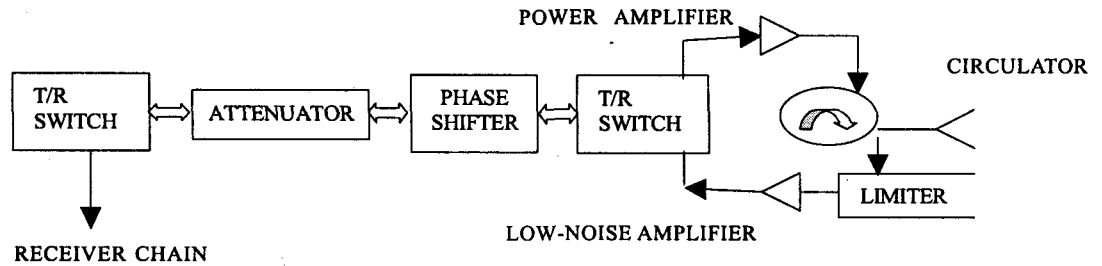 POWER AMPLIFIER
CIRCULATOR
T/R
SWITCH
ATTENUATOR
PHASE
SHIFTER
T/R
SWITCH
LIMITER
LOW-NOISE AMPLIFIER
RECEIVER CHAIN